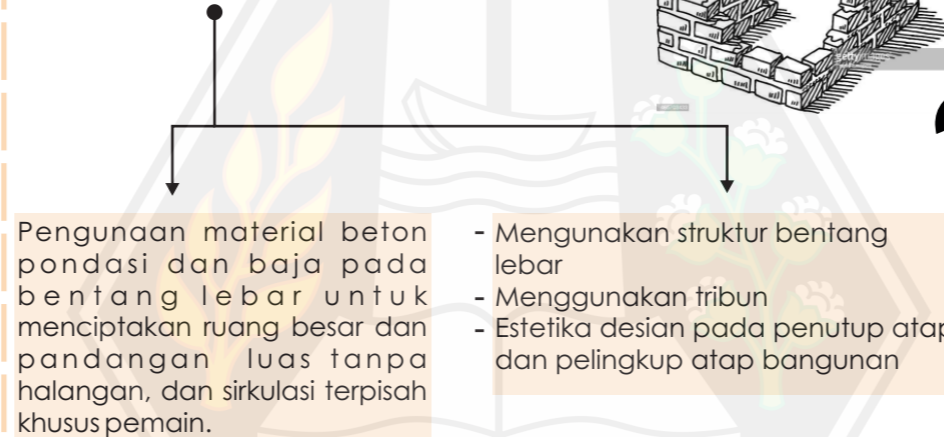 Pengunaan material beton
pondasi dan baja pada
bentang lebar untuk
menciptakan ruang besar dan
pandangan luas tanpa
halangan, dan sirkulasi terpisah
khusus pemain.
- Mengunakan struktur bentang
lebar
- Menggunakan tribun
- Estetika desian pada penutup atap
dan pelingkup atap bangunan